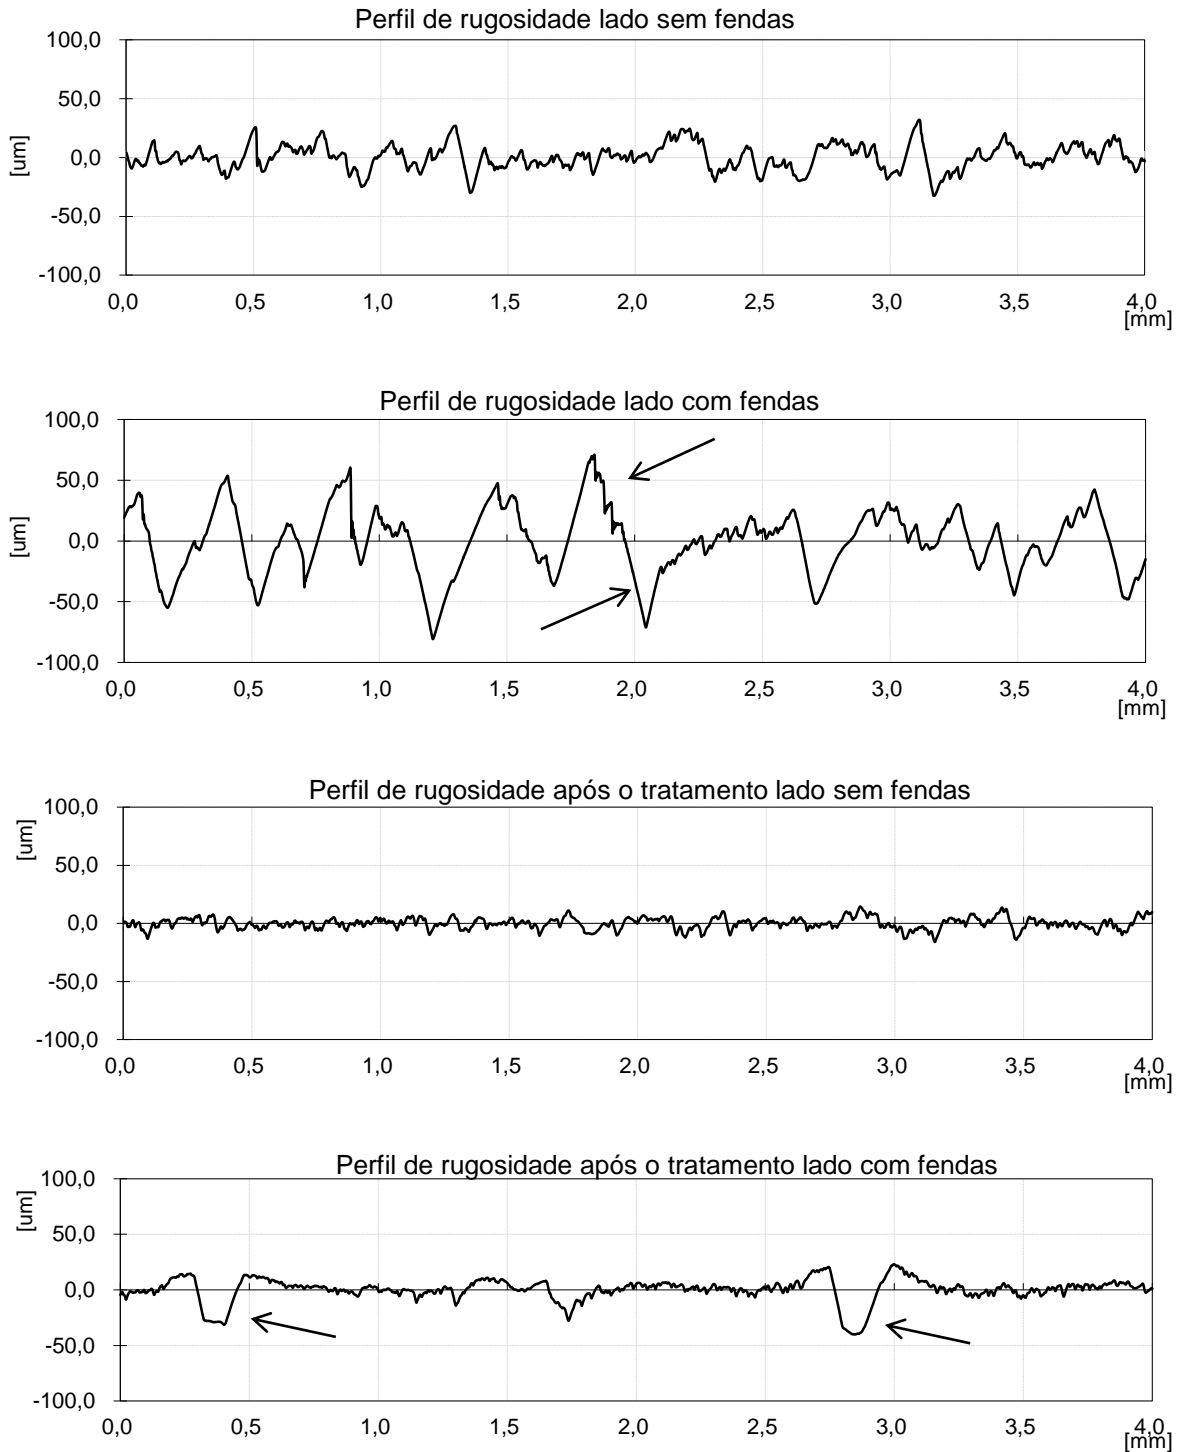 Perfil de rugosidade lado sem fendas
100,0
50,0
0,0
-50,0
-100,0
[um]
0,0 0,5 1,0 1,5 2,0 2,5 3,0 3,5 4,0
[mm]
Perfil de rugosidade lado com fendas
100,0
50,0
0,0
-50,0
-100,0
[um]
0,0 0,5 1,0 1,5 2,0 2,5 3,0 3,5 4,0
[mm]
Perfil de rugosidade após o tratamento lado sem fendas
100,0
50,0
0,0
-50,0
-100,0
[um]
0,0 0,5 1,0 1,5 2,0 2,5 3,0 3,5 4,0
[mm]
Perfil de rugosidade após o tratamento lado com fendas
100,0
50,0
0,0
-50,0
-100,0
[um]
0,0 0,5 1,0 1,5 2,0 2,5 3,0 3,5 4,0
[mm]